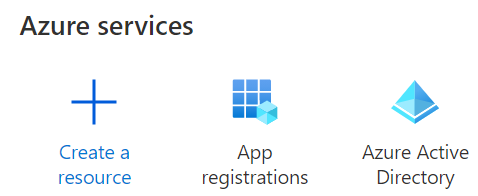 Azure services
Create a
resource
App
registrations
Azure Active
Directory